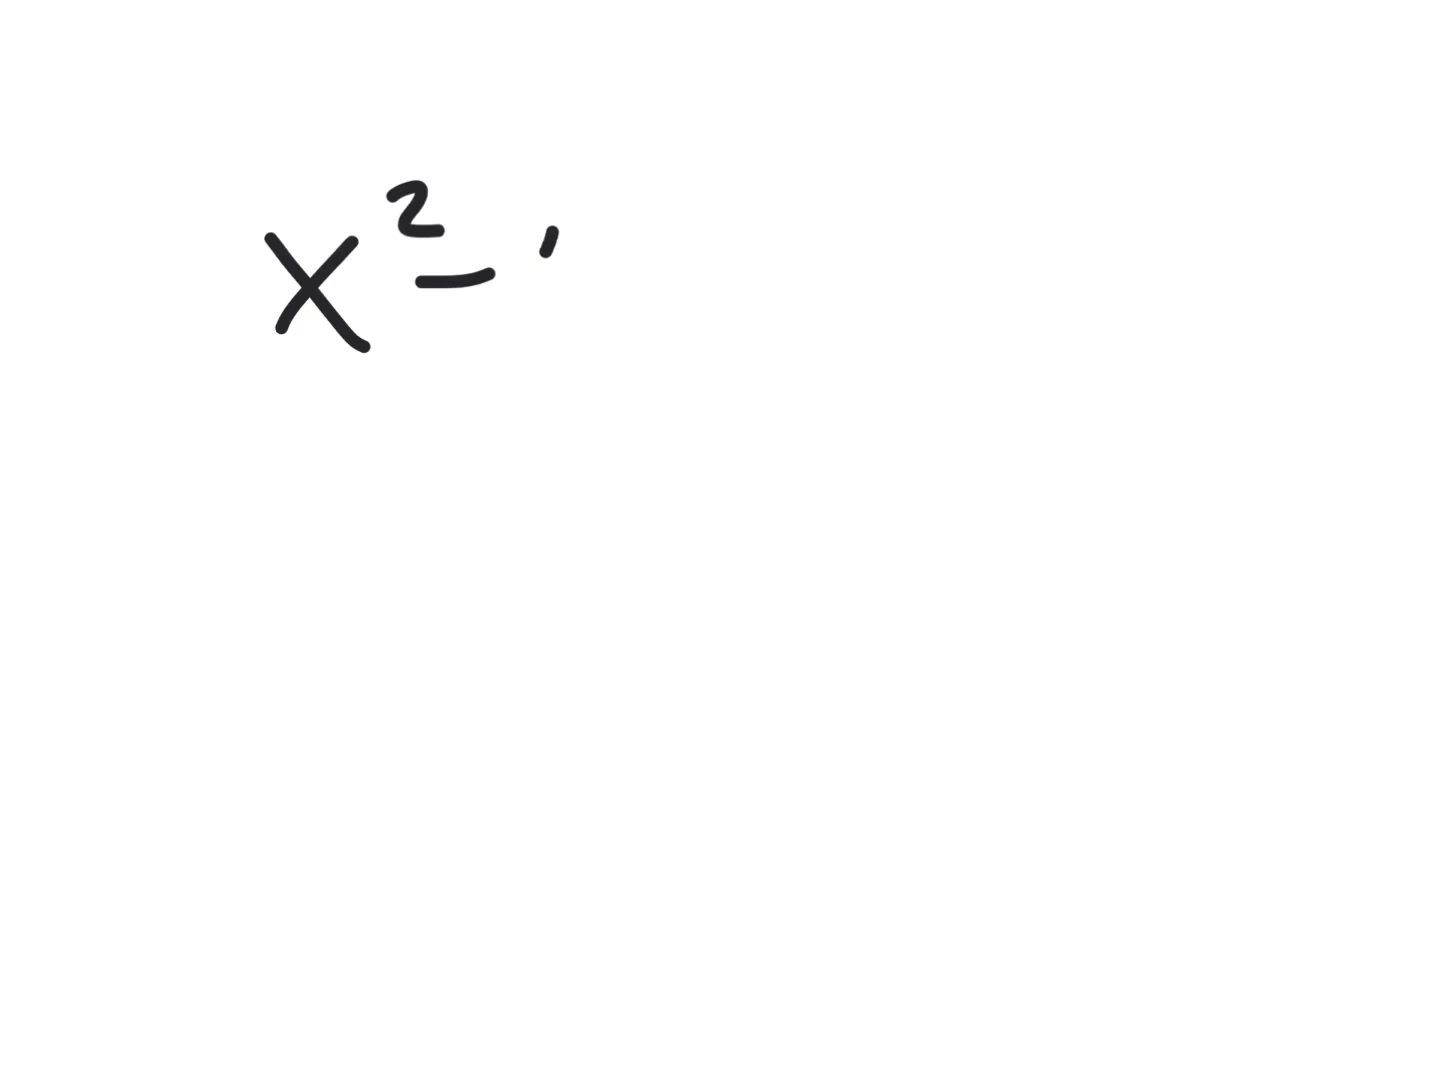 x² –